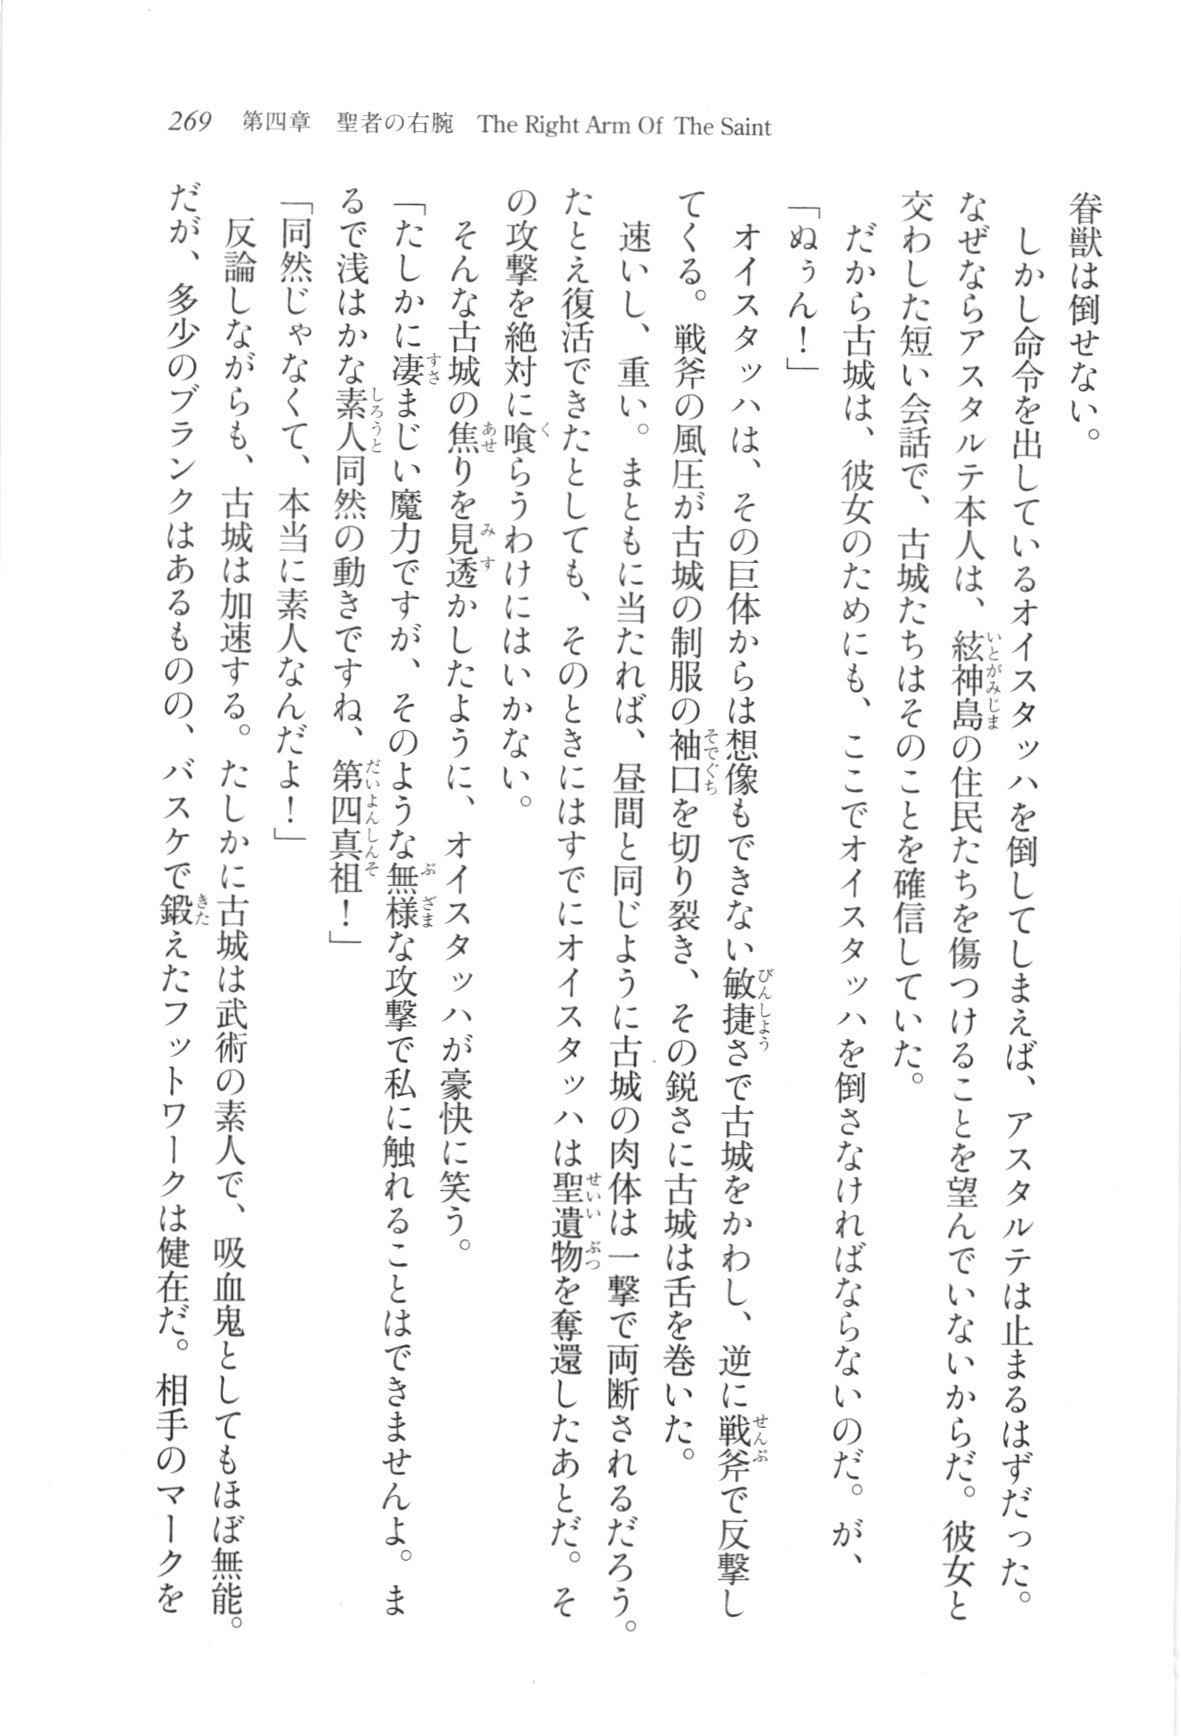 269 第四章 聖者の右腕 The Right Arm Of The Saint
眷獣は倒せない。
しかし命令を出しているオイスタッハを倒してしまえば、アスタルテは止まるはずだった。
なぜならアスタルテ本人は、絃神島の住民たちを傷つけることを望んでいないからだ。彼女と
交わした短い会話で、古城たちはそのことを確信していた。
だから古城は、彼女のためにも、ここでオイスタッハを倒さなければならないのだ。が、
「ぬぅん！」
オイスタッハは、その巨体からは想像もできない敏捷さで古城をかわし、逆に戦斧で反撃し
てくる。戦斧の風圧が古城の制服の袖口を切り裂き、その鋭さに古城は舌を巻いた。
速いし、重い。まともに当たれば、昼間と同じように古城の肉体は一撃で両断されるだろう。
たとえ復活できたとしても、そのときにはすでにオイスタッハは聖遺物を奪還したあとだ。そ
の攻撃を絶対に喰らうわけにはいかない。
そんな古城の焦りを見透かしたように、オイスタッハが豪快に笑う。
「たしかに凄まじい魔力ですが、そのような無様な攻撃で私に触れることはできませんよ。ま
るで浅はかな素人同然の動きですね、第四真祖！」
「同然じゃなくて、本当に素人なんだよ！」
反論しながらも、古城は加速する。たしかに古城は武術の素人で、吸血鬼としてもほぼ無能。
だが、多少のブランクはあるものの、バスケで鍛えたフットワークは健在だ。相手のマークを